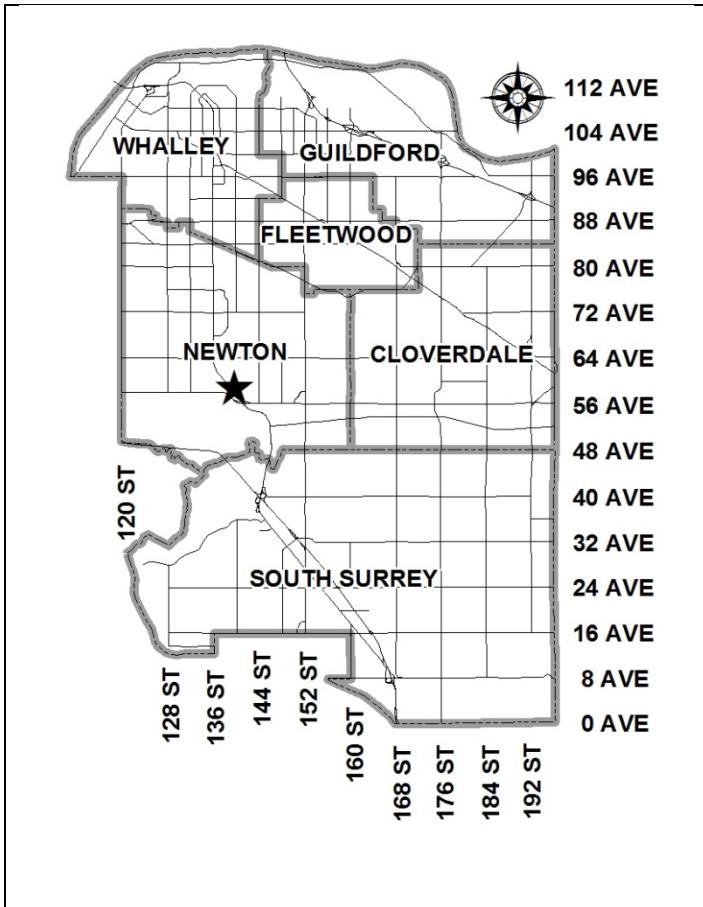 112 AVE
104 AVE
WHALLEY
GUILDFORD
96 AVE
88 AVE
FLEETWOOD
80 AVE
72 AVE
NEWTON
CLOVERDALE
64 AVE
56 AVE
48 AVE
120 ST
40 AVE
32 AVE
SOUTH SURREY
24 AVE
16 AVE
128 ST
136 ST
144 ST
152 ST
8 AVE
160 ST
0 AVE
168 ST
176 ST
184 ST
192 ST